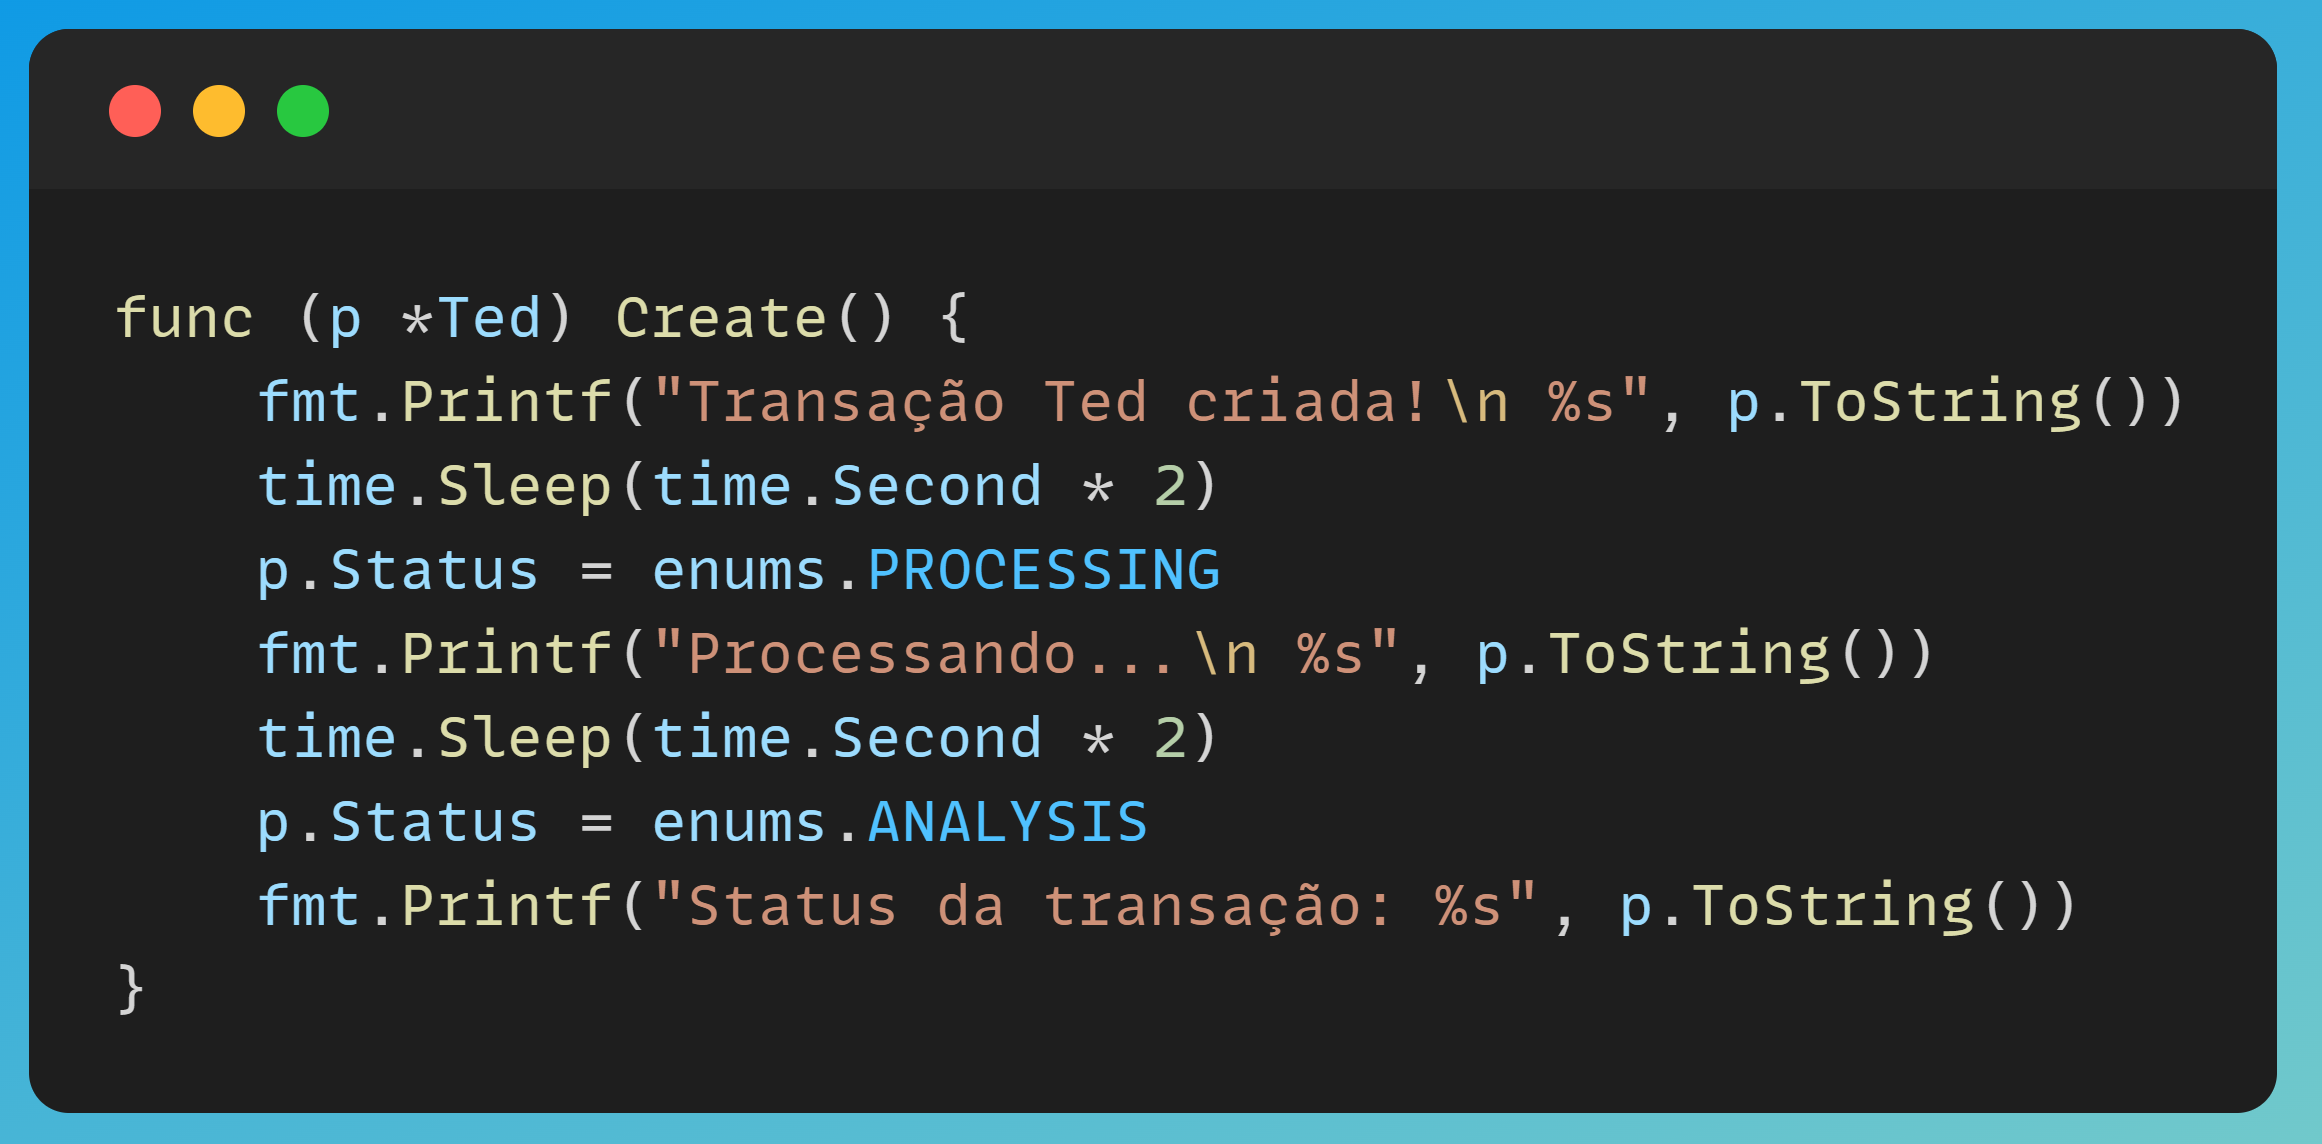 func (p *Ted) Create() {
    fmt.Printf("Transação Ted criada!\n %s", p.ToString())
    time.Sleep(time.Second * 2)
    p.Status = enums.PROCESSING
    fmt.Printf("Processando...\n %s", p.ToString())
    time.Sleep(time.Second * 2)
    p.Status = enums.ANALYSIS
    fmt.Printf("Status da transação: %s", p.ToString())
}